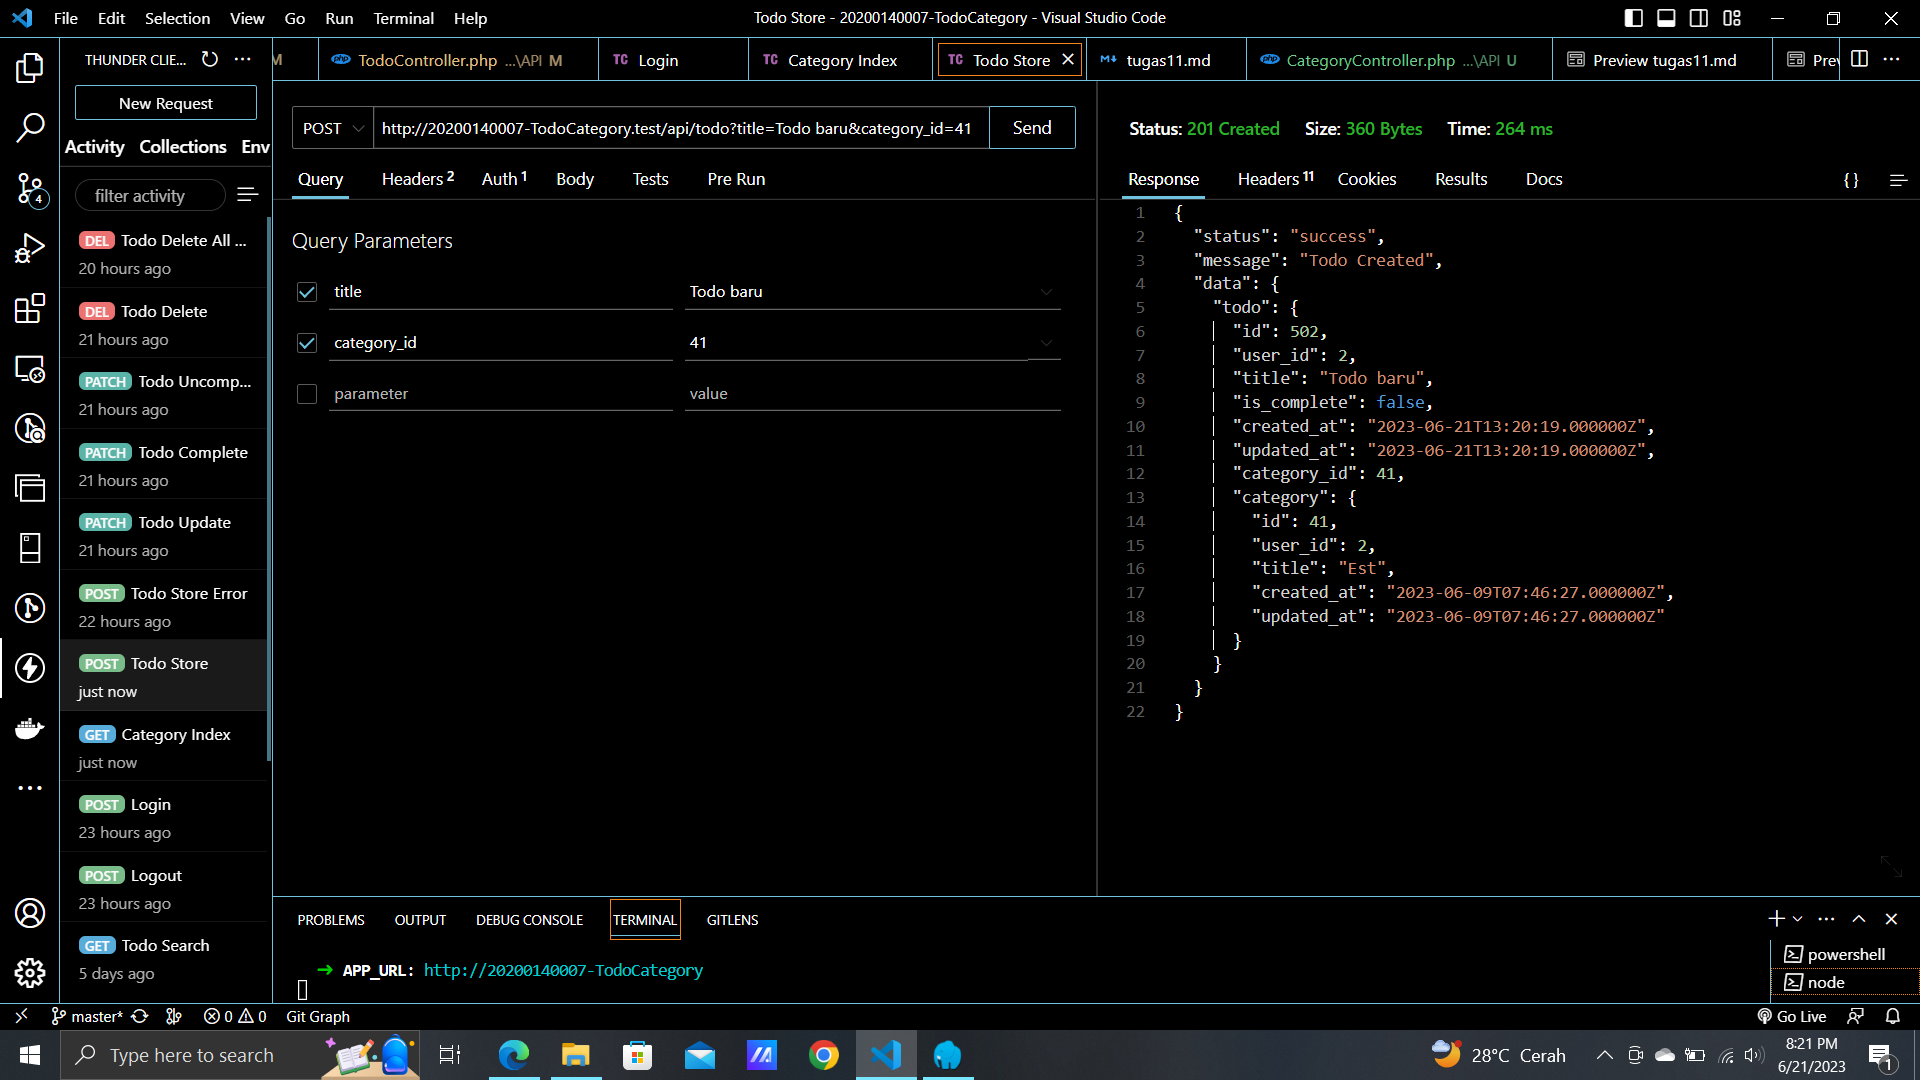 File Edit Selection View Go Run Terminal Help
Todo Store - 20200140007-TodoCategory - Visual Studio Code
THUNDER CLIE...
M
TodoController.php ...\API M
TC Login
TC Category Index
TC Todo Store
tugas11.md
CategoryController.php ...\API U
Preview tugas11.md
Prev
New Request
Activity Collections Env
filter activity
DEL Todo Delete All ...
20 hours ago
DEL Todo Delete
21 hours ago
PATCH Todo Uncomp...
21 hours ago
PATCH Todo Complete
21 hours ago
PATCH Todo Update
21 hours ago
POST Todo Store Error
22 hours ago
POST Todo Store
just now
GET Category Index
just now
POST Login
23 hours ago
POST Logout
23 hours ago
GET Todo Search
5 days ago
4
POST http://20200140007-TodoCategory.test/api/todo?title=Todo baru&category_id=41 Send
Query Headers 2 Auth 1 Body Tests Pre Run
Query Parameters
title Todo baru
category_id 41
parameter value
Status: 201 Created Size: 360 Bytes Time: 264 ms
Response Headers 11 Cookies Results Docs { }
1 {
2 "status": "success",
3 "message": "Todo Created",
4 "data": {
5 "todo": {
6 "id": 502,
7 "user_id": 2,
8 "title": "Todo baru",
9 "is_complete": false,
10 "created_at": "2023-06-21T13:20:19.000000Z",
11 "updated_at": "2023-06-21T13:20:19.000000Z",
12 "category_id": 41,
13 "category": {
14 "id": 41,
15 "user_id": 2,
16 "title": "Est",
17 "created_at": "2023-06-09T07:46:27.000000Z",
18 "updated_at": "2023-06-09T07:46:27.000000Z"
19 }
20 }
21 }
22 }
PROBLEMS OUTPUT DEBUG CONSOLE TERMINAL GITLENS
➜ APP_URL: http://20200140007-TodoCategory
powershell
node
master* 0 0 Git Graph
Go Live
Type here to search
28°C Cerah
8:21 PM
6/21/2023
1